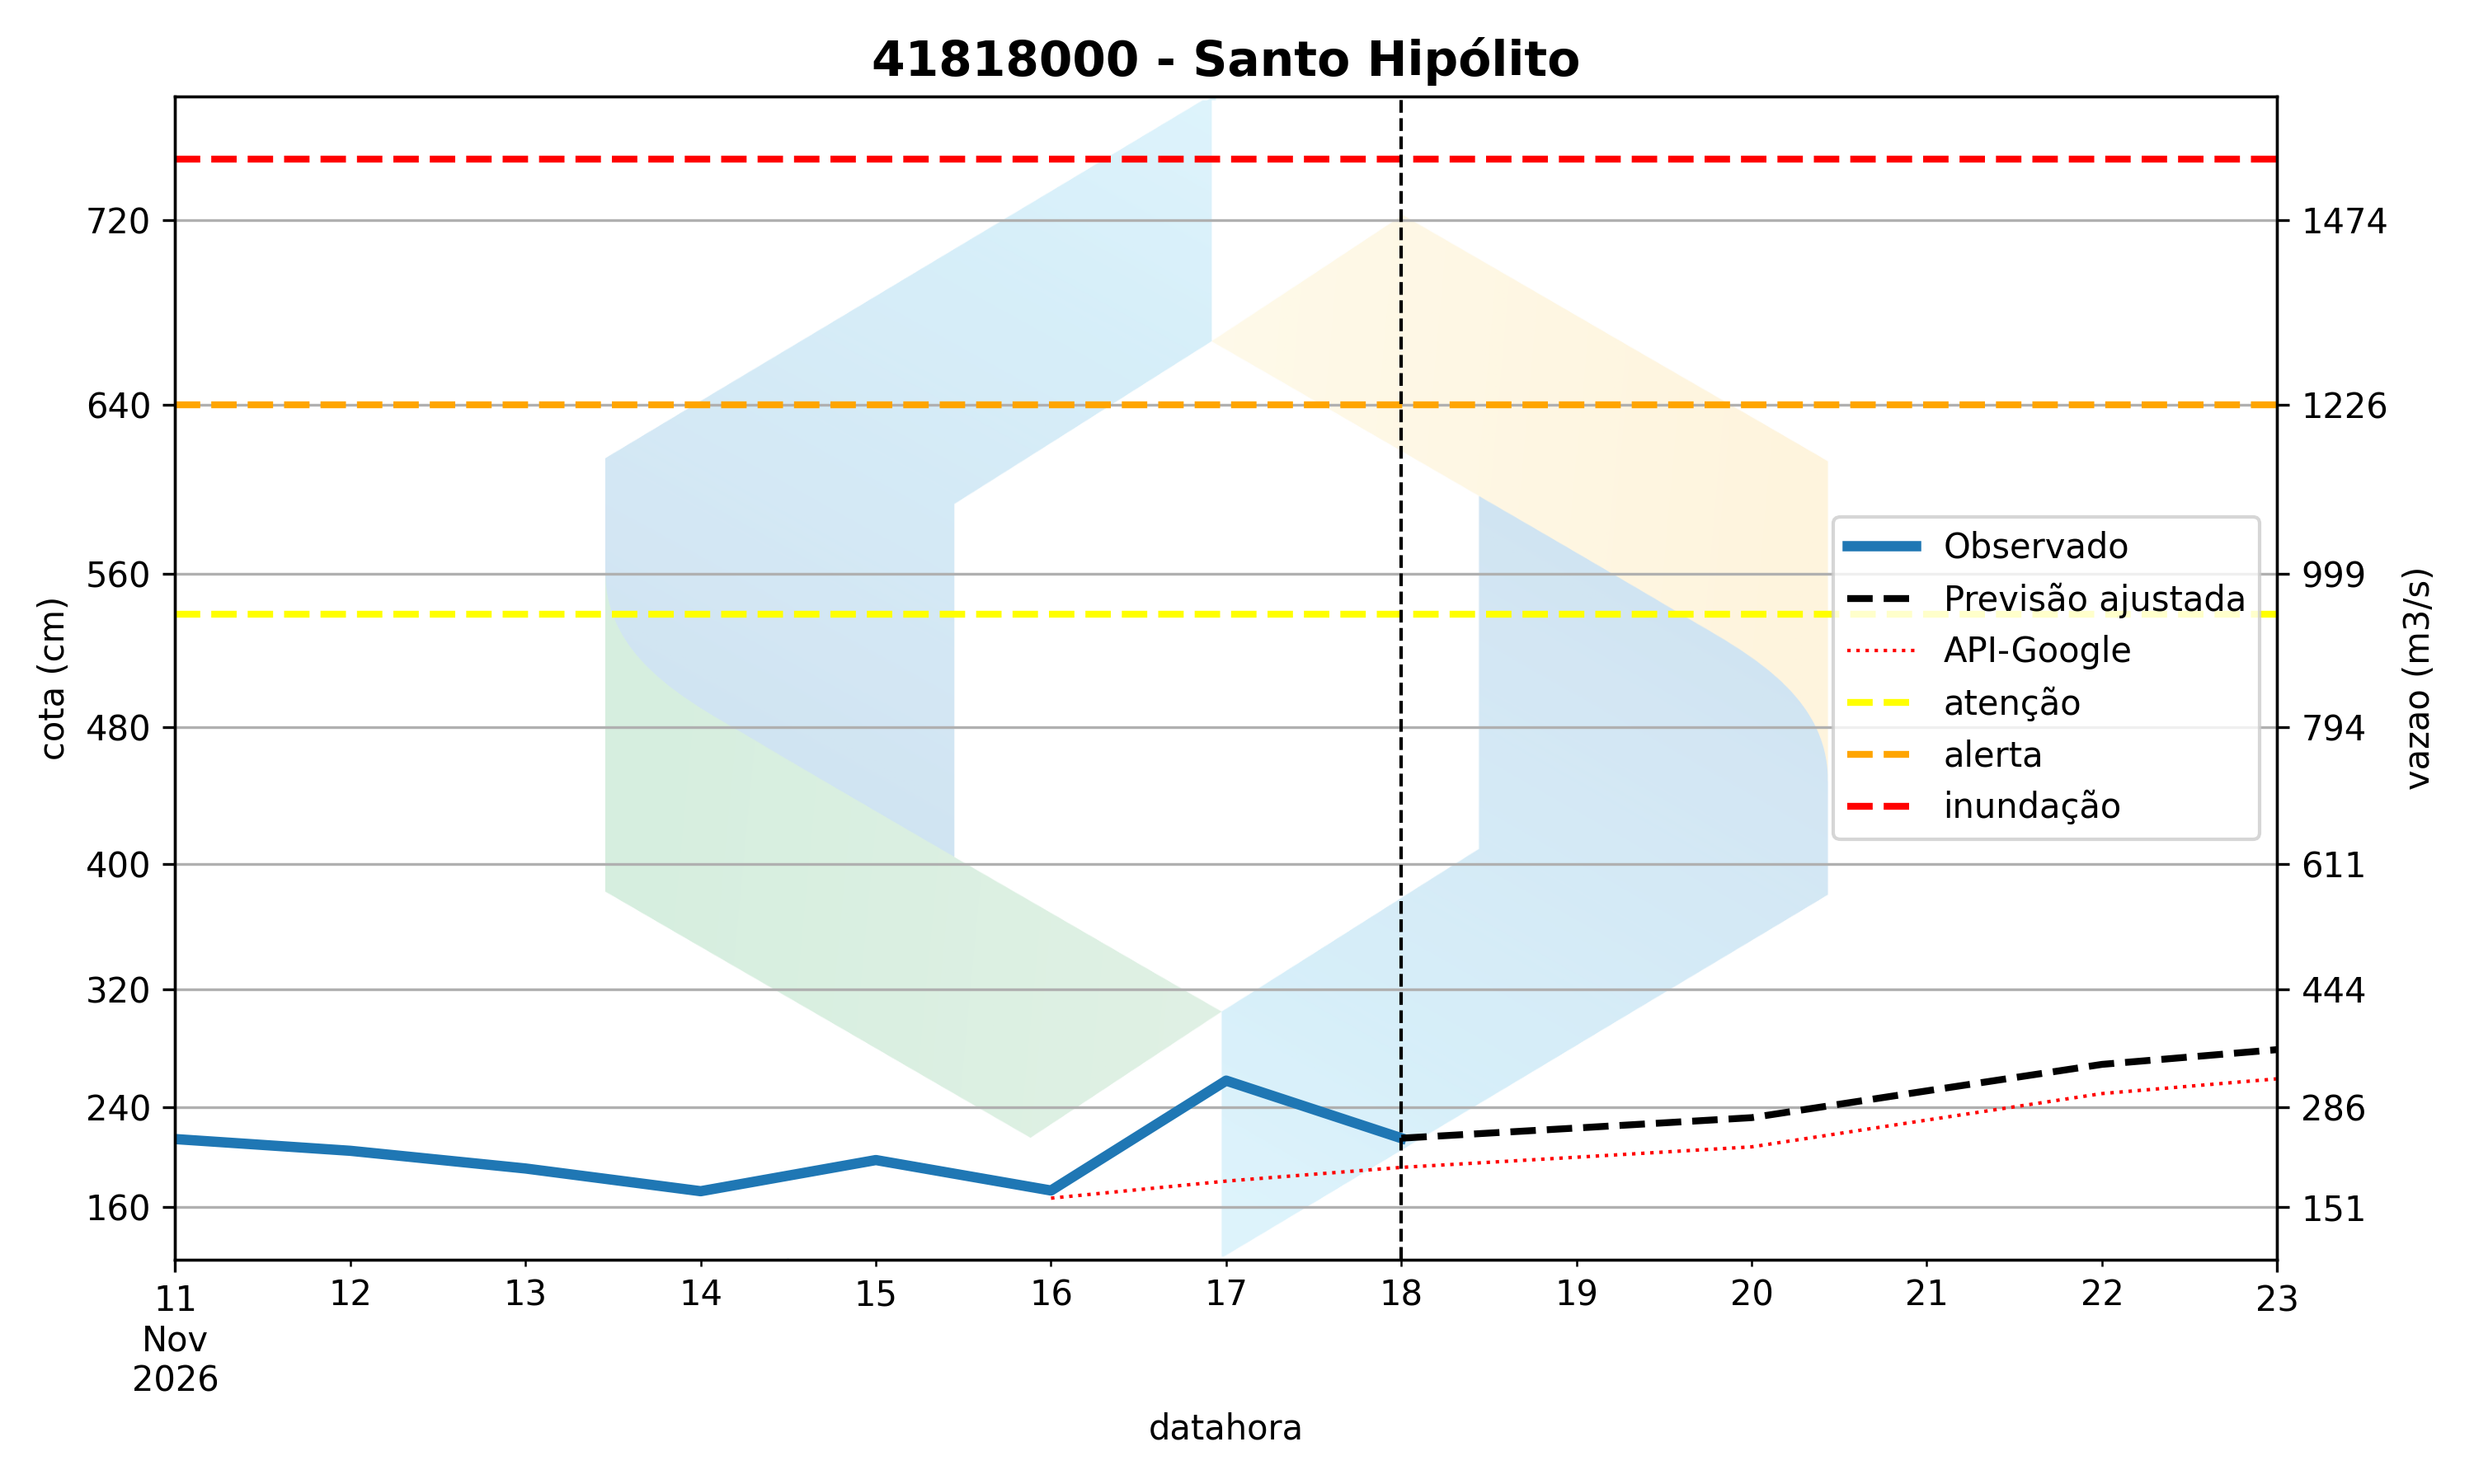 41818000 - Santo Hipólito
720
640
560
480
400
320
240
160
cota (cm)
1474
1226
999
794
611
444
286
151
vazao (m3/s)
Observado
Previsão ajustada
API-Google
atenção
alerta
inundação
11 12 13 14 15 16 17 18 19 20 21 22 23
Nov
2026
datahora